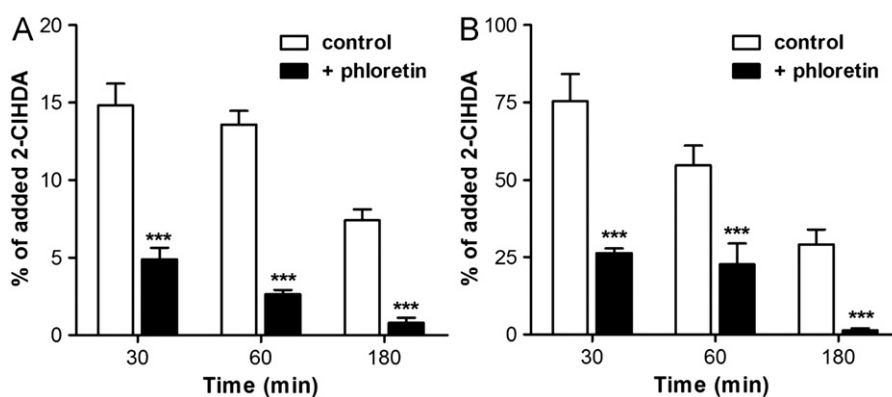 A
% of added 2-ClHDA
20
15
10
5
0
control
+ phloretin
***
***
***
30
60
180
Time (min)
B
% of added 2-ClHDA
100
75
50
25
0
control
+ phloretin
***
***
***
30
60
180
Time (min)